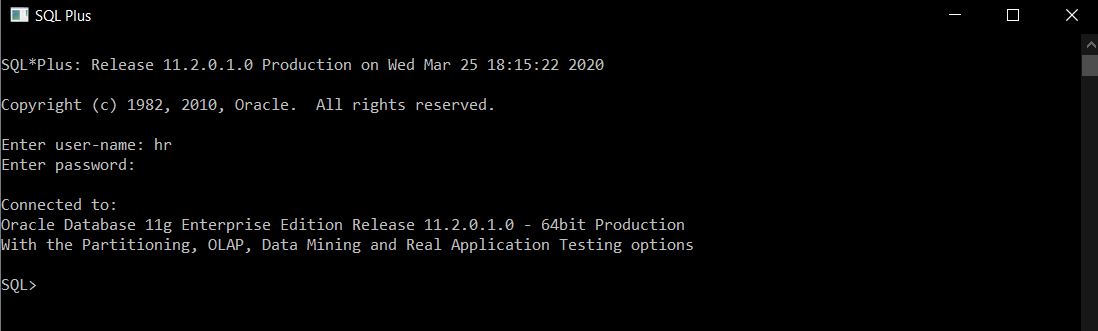 SQL Plus
SQL*Plus: Release 11.2.0.1.0 Production on Wed Mar 25 18:15:22 2020
Copyright (c) 1982, 2010, Oracle.  All rights reserved.
Enter user-name: hr
Enter password:
Connected to:
Oracle Database 11g Enterprise Edition Release 11.2.0.1.0 - 64bit Production
With the Partitioning, OLAP, Data Mining and Real Application Testing options
SQL>